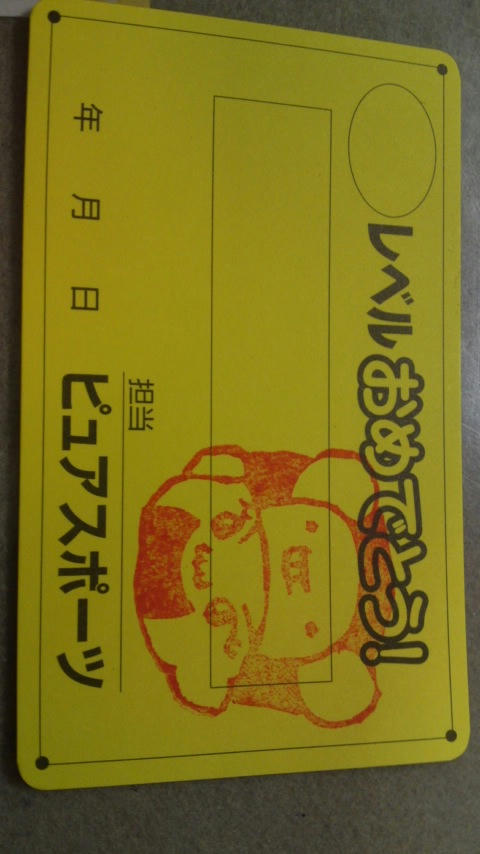 レベルおめでとう!
担当
年 月 日
ピュアスポーツ